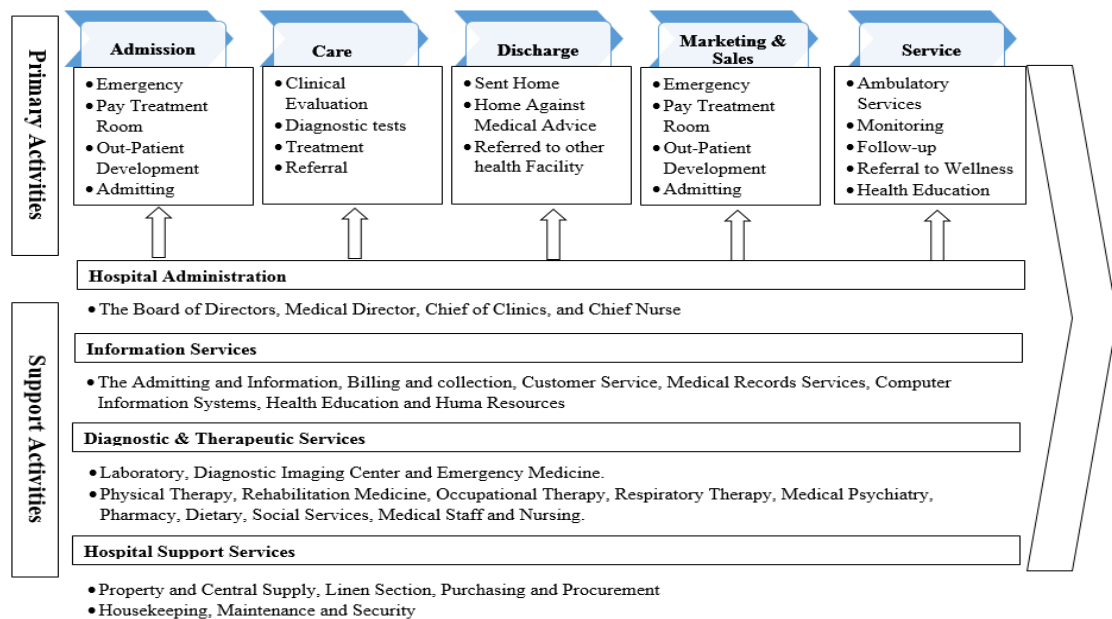 Primary Activities
Admission
• Emergency
• Pay Treatment
Room
• Out-Patient
Development
• Admitting
Care
• Clinical
Evaluation
• Diagnostic tests
• Treatment
• Referral
Discharge
• Sent Home
• Home Against
Medical Advice
• Referred to other
health Facility
Marketing &
Sales
• Emergency
• Pay Treatment
Room
• Out-Patient
Development
• Admitting
Service
• Ambulatory
Services
• Monitoring
• Follow-up
• Referral to Wellness
• Health Education
Support Activities
Hospital Administration
• The Board of Directors, Medical Director, Chief of Clinics, and Chief Nurse
Information Services
• The Admitting and Information, Billing and collection, Customer Service, Medical Records Services, Computer
Information Systems, Health Education and Huma Resources
Diagnostic & Therapeutic Services
• Laboratory, Diagnostic Imaging Center and Emergency Medicine.
• Physical Therapy, Rehabilitation Medicine, Occupational Therapy, Respiratory Therapy, Medical Psychiatry,
Pharmacy, Dietary, Social Services, Medical Staff and Nursing.
Hospital Support Services
• Property and Central Supply, Linen Section, Purchasing and Procurement
• Housekeeping, Maintenance and Security